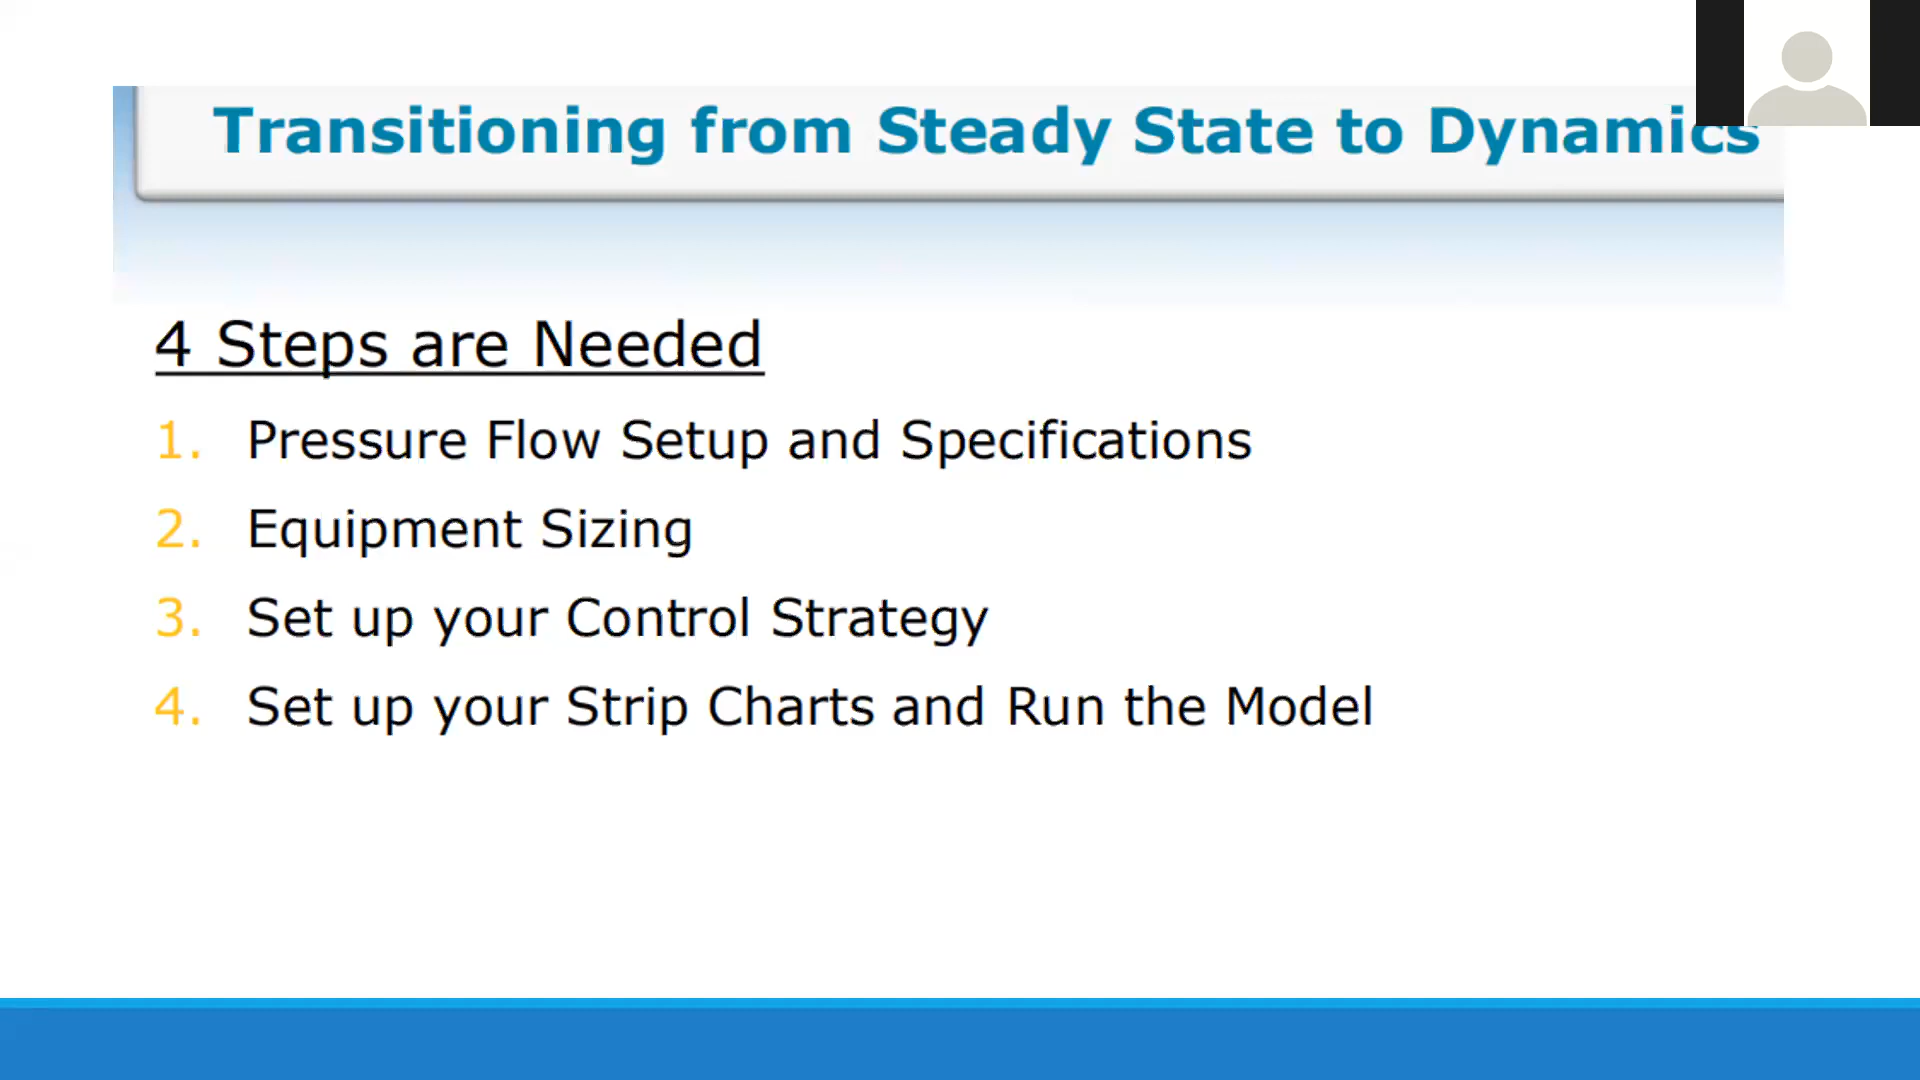 Transitioning from Steady State to Dynamics
4 Steps are Needed
1. Pressure Flow Setup and Specifications
2. Equipment Sizing
3. Set up your Control Strategy
4. Set up your Strip Charts and Run the Model